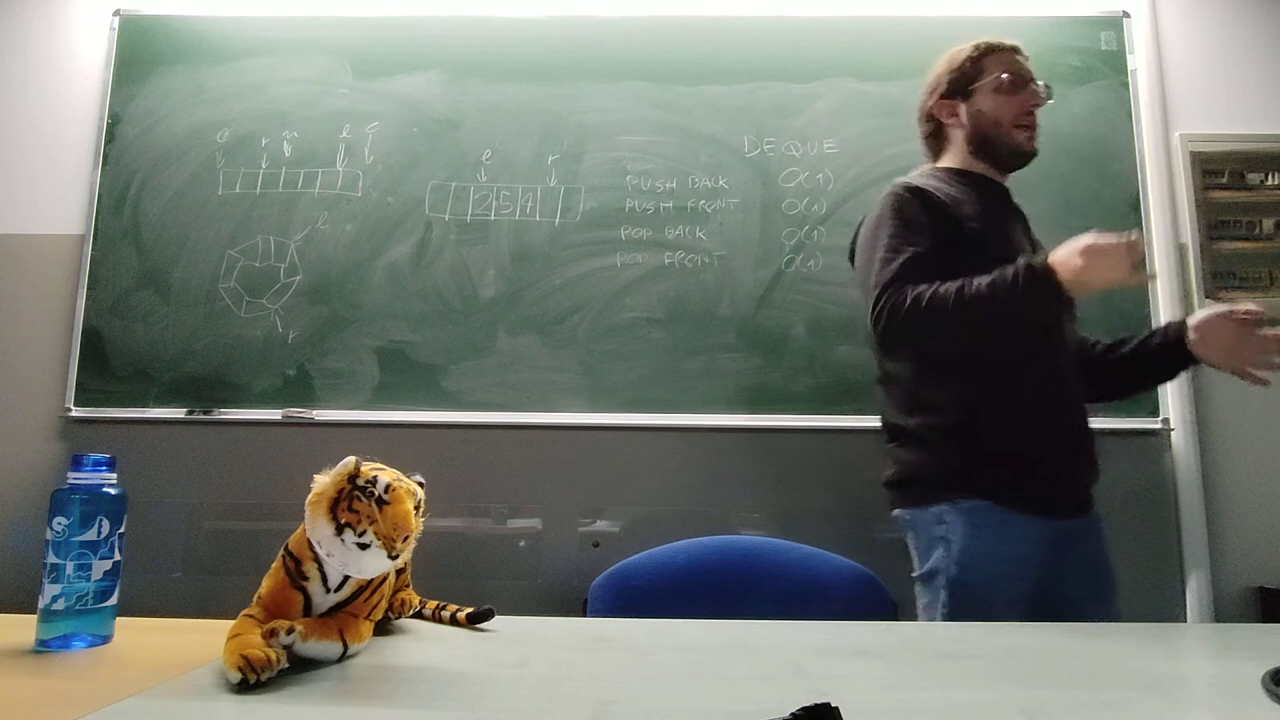 e r n l c
l r
2 5 4
l
r
DEQUE
PUSH BACK O(1)
PUSH FRONT O(1)
POP BACK O(1)
POP FRONT O(1)